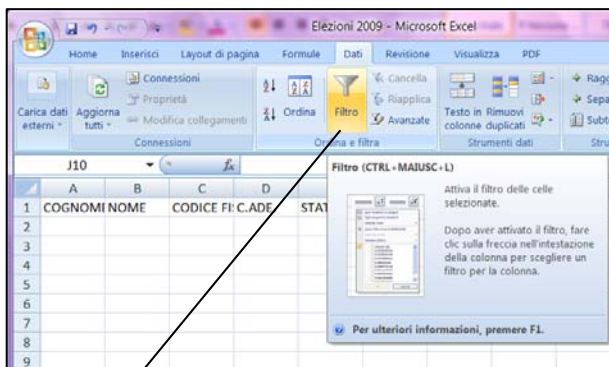 Elezioni 2009 - Microsoft Excel
Home Inserisci Layout di pagina Formule Dati Revisione Visualizza PDF
Carica dati esterni
Aggiorna tutti
Connessioni
Proprietà
Modifica collegamenti
Connessioni
Ordina
Filtro
Cancella
Riapplica
Avanzate
Ordina e filtra
Testo in colonne
Rimuovi duplicati
Strumenti dati
Ragg
Sepa
Subt
Stru
J10 fx
A B C D
1 COGNOMI NOME CODICE FI: C.ADE STAT
2
3
4
5
6
7
8
9
Filtro (CTRL+MAIUSC+L)
Attiva il filtro delle celle
selezionate.
Dopo aver attivato il filtro, fare
clic sulla freccia nell'intestazione
della colonna per scegliere un
filtro per la colonna.
Per ulteriori informazioni, premere F1.